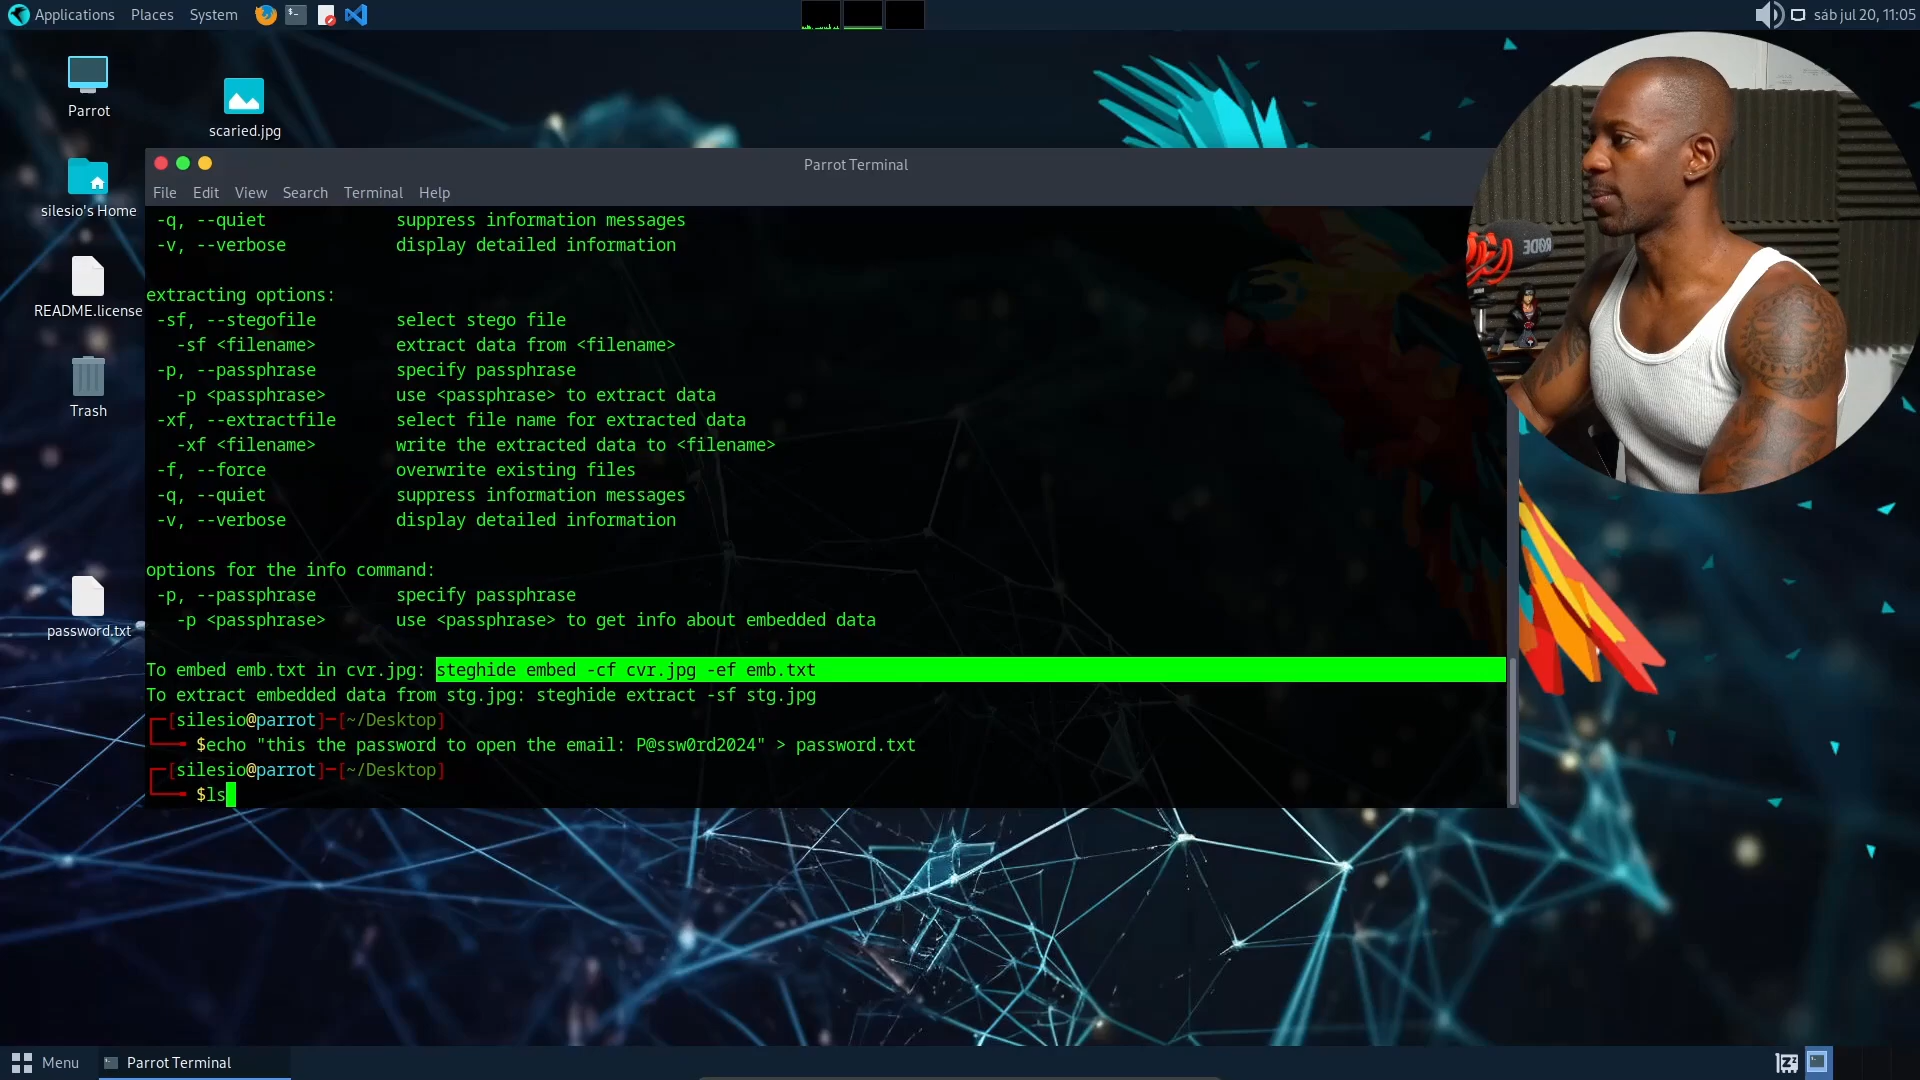 Applications Places System
sáb jul 20, 11:05
Parrot
scaried.jpg
silesio's Home
README.license
Trash
password.txt
Parrot Terminal
File Edit View Search Terminal Help
-q, --quiet suppress information messages
-v, --verbose display detailed information
extracting options:
-sf, --stegofile select stego file
-sf <filename> extract data from <filename>
-p, --passphrase specify passphrase
-p <passphrase> use <passphrase> to extract data
-xf, --extractfile select file name for extracted data
-xf <filename> write the extracted data to <filename>
-f, --force overwrite existing files
-q, --quiet suppress information messages
-v, --verbose display detailed information
options for the info command:
-p, --passphrase specify passphrase
-p <passphrase> use <passphrase> to get info about embedded data
To embed emb.txt in cvr.jpg: steghide embed -cf cvr.jpg -ef emb.txt
To extract embedded data from stg.jpg: steghide extract -sf stg.jpg
┌─[silesio@parrot]─[~/Desktop]
└──╼ $echo "this the password to open the email: P@ssw0rd2024" > password.txt
┌─[silesio@parrot]─[~/Desktop]
└──╼ $ls
RØDE
Menu Parrot Terminal